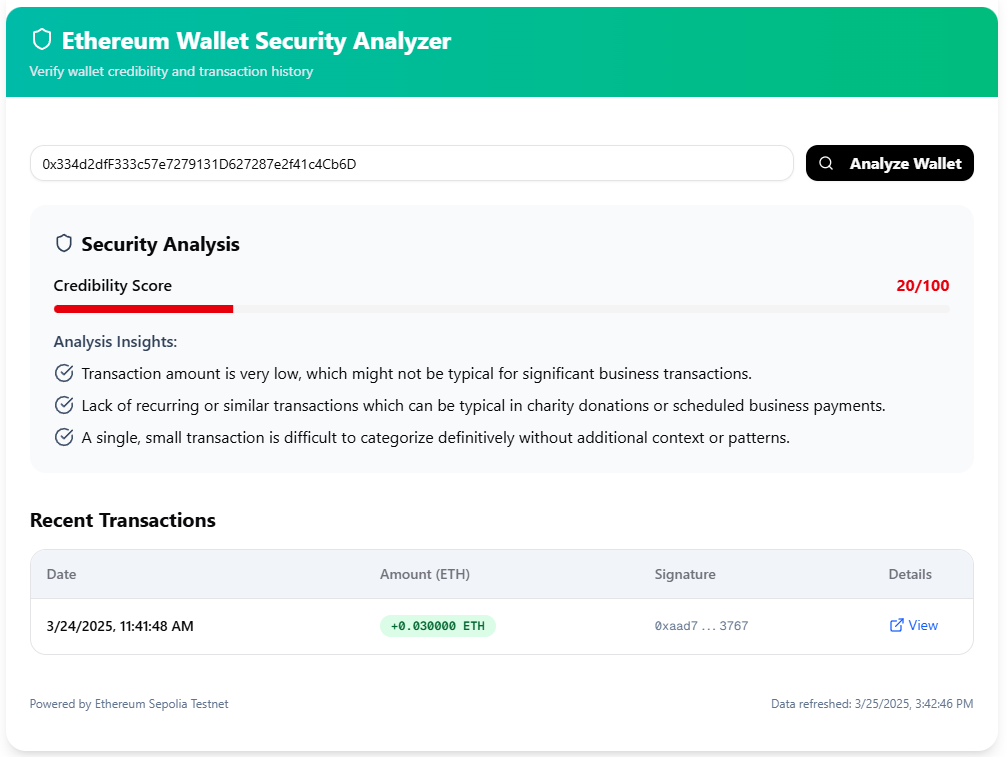 Ethereum Wallet Security Analyzer
Verify wallet credibility and transaction history
0x334d2dfF333c57e7279131D627287e2f41c4Cb6D
Analyze Wallet
Security Analysis
Credibility Score 20/100
Analysis Insights:
Transaction amount is very low, which might not be typical for significant business transactions.
Lack of recurring or similar transactions which can be typical in charity donations or scheduled business payments.
A single, small transaction is difficult to categorize definitively without additional context or patterns.
Recent Transactions
Date Amount (ETH) Signature Details
3/24/2025, 11:41:48 AM +0.030000 ETH 0xaad7...3767 View
Powered by Ethereum Sepolia Testnet Data refreshed: 3/25/2025, 3:42:46 PM